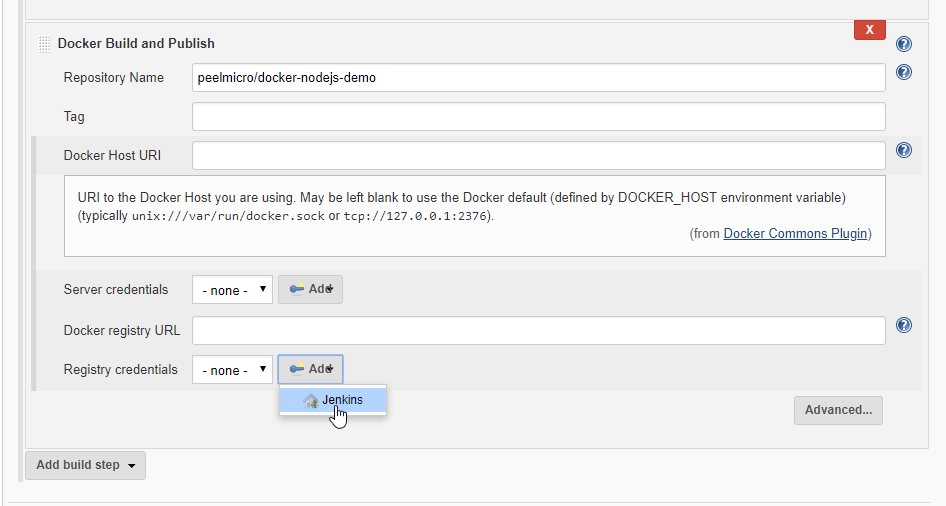 Docker Build and Publish
X
Repository Name
peelmicro/docker-nodejs-demo
Tag
Docker Host URI
URI to the Docker Host you are using. May be left blank to use the Docker default (defined by DOCKER_HOST environment variable)
(typically unix:///var/run/docker.sock or tcp://127.0.0.1:2376).
(from Docker Commons Plugin)
Server credentials
- none -
Add
Docker registry URL
Registry credentials
- none -
Add
Jenkins
Advanced...
Add build step